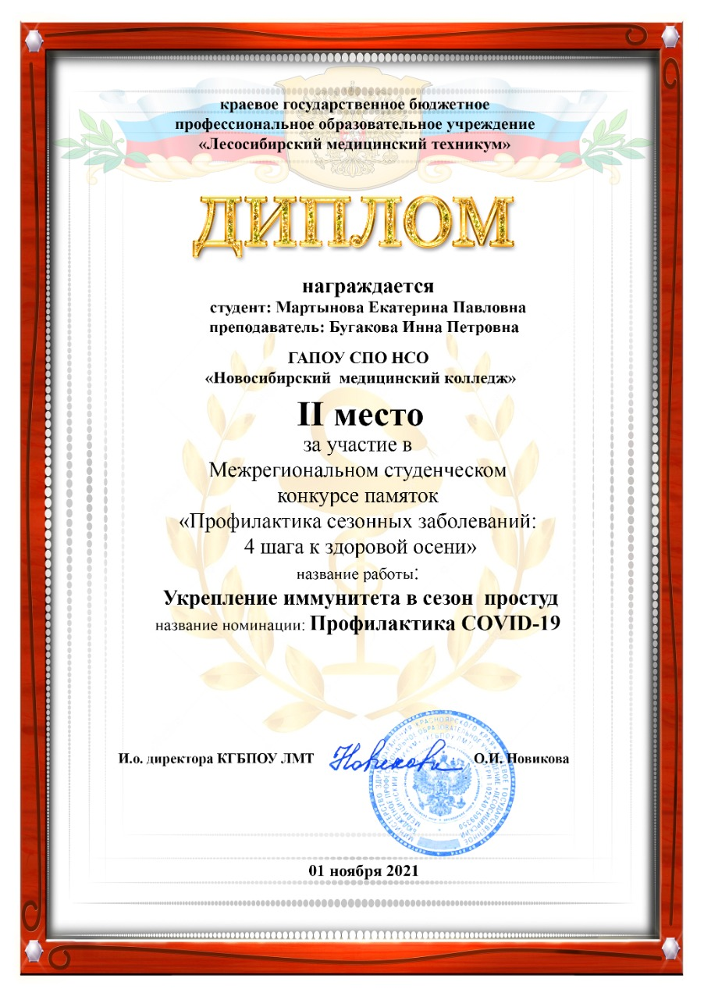 краевое государственное бюджетное
профессиональное образовательное учреждение
«Лесосибирский медицинский техникум»
ДИПЛОМ
награждается
студент: Мартынова Екатерина Павловна
преподаватель: Бугакова Инна Петровна
ГАПОУ СПО НСО
«Новосибирский медицинский колледж»
II место
за участие в
Межрегиональном студенческом
конкурсе памяток
«Профилактика сезонных заболеваний:
4 шага к здоровой осени»
название работы:
Укрепление иммунитета в сезон простуд
название номинации: Профилактика COVID-19
И.о. директора КГБПОУ ЛМТ Новикова О.И. Новикова
01 ноября 2021